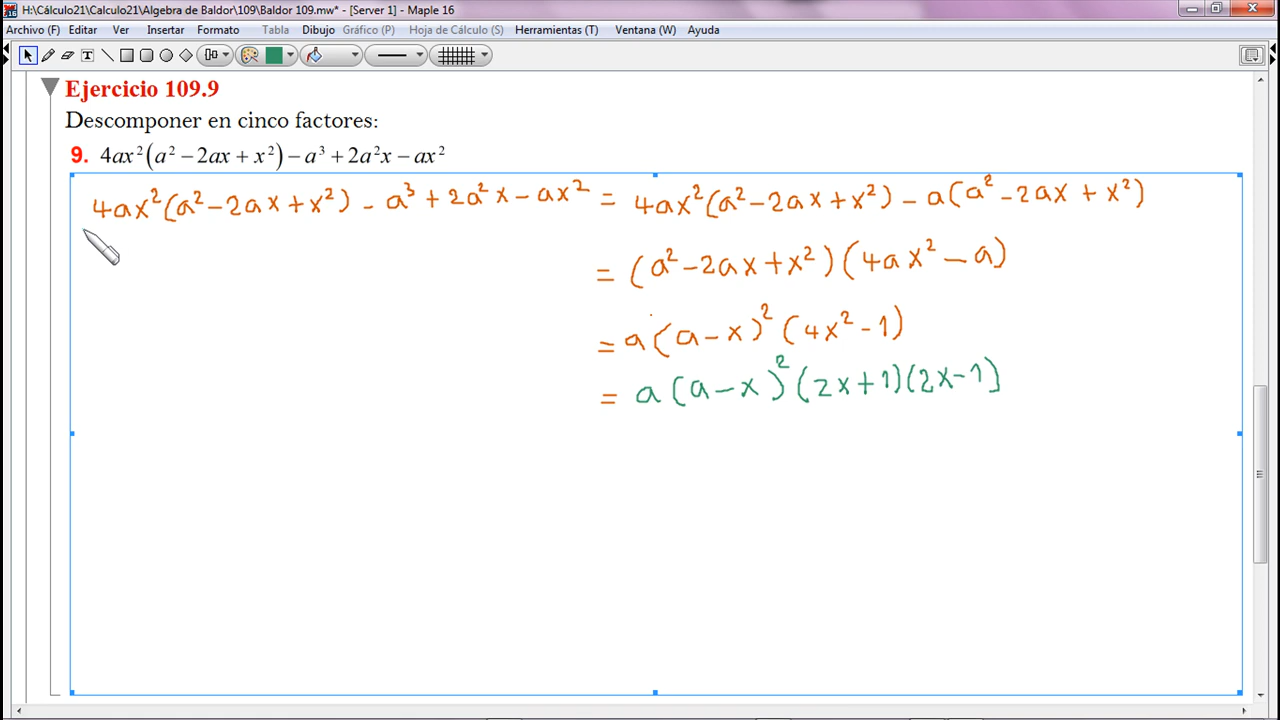 H:\Cálculo21\Calculo21\Algebra de Baldor\109\Baldor 109.mw* - [Server 1] - Maple 16
Archivo (F) Editar Ver Insertar Formato Tabla Dibujo Gráfico (P) Hoja de Cálculo (S) Herramientas (T) Ventana (W) Ayuda
Ejercicio 109.9
Descomponer en cinco factores:
9. 4ax²(a² − 2ax + x²) − a³ + 2a²x − ax²
4ax²(a² − 2ax + x²) − a³ + 2a²x − ax² = 4ax²(a² − 2ax + x²) − a(a² − 2ax + x²)
= (a² − 2ax + x²)(4ax² − a)
= a(a − x)²(4x² − 1)
= a(a − x)²(2x + 1)(2x − 1)